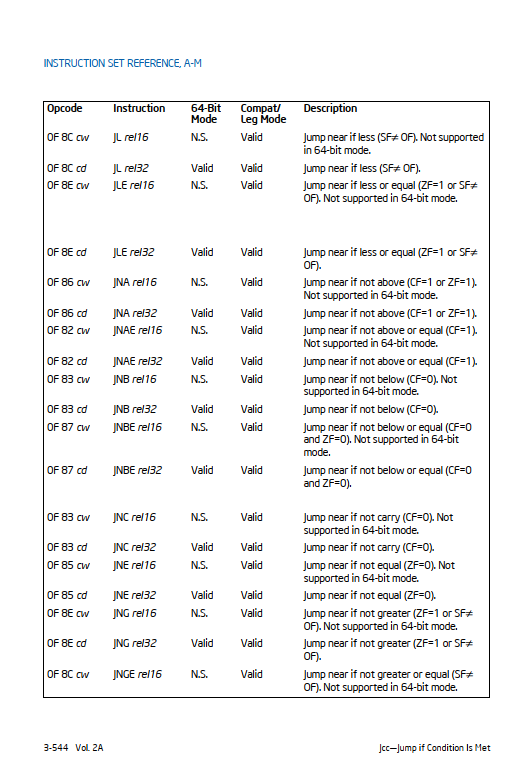 INSTRUCTION SET REFERENCE, A-M
Opcode Instruction 64-Bit Mode Compat/ Leg Mode Description
0F 8C cw JL rel16 N.S. Valid Jump near if less (SF≠ OF). Not supported
in 64-bit mode.
0F 8C cd JL rel32 Valid Valid Jump near if less (SF≠ OF).
0F 8E cw JLE rel16 N.S. Valid Jump near if less or equal (ZF=1 or SF≠
OF). Not supported in 64-bit mode.
0F 8E cd JLE rel32 Valid Valid Jump near if less or equal (ZF=1 or SF≠
OF).
0F 86 cw JNA rel16 N.S. Valid Jump near if not above (CF=1 or ZF=1).
Not supported in 64-bit mode.
0F 86 cd JNA rel32 Valid Valid Jump near if not above (CF=1 or ZF=1).
0F 82 cw JNAE rel16 N.S. Valid Jump near if not above or equal (CF=1).
Not supported in 64-bit mode.
0F 82 cd JNAE rel32 Valid Valid Jump near if not above or equal (CF=1).
0F 83 cw JNB rel16 N.S. Valid Jump near if not below (CF=0). Not
supported in 64-bit mode.
0F 83 cd JNB rel32 Valid Valid Jump near if not below (CF=0).
0F 87 cw JNBE rel16 N.S. Valid Jump near if not below or equal (CF=0
and ZF=0). Not supported in 64-bit
mode.
0F 87 cd JNBE rel32 Valid Valid Jump near if not below or equal (CF=0
and ZF=0).
0F 83 cw JNC rel16 N.S. Valid Jump near if not carry (CF=0). Not
supported in 64-bit mode.
0F 83 cd JNC rel32 Valid Valid Jump near if not carry (CF=0).
0F 85 cw JNE rel16 N.S. Valid Jump near if not equal (ZF=0). Not
supported in 64-bit mode.
0F 85 cd JNE rel32 Valid Valid Jump near if not equal (ZF=0).
0F 8E cw JNG rel16 N.S. Valid Jump near if not greater (ZF=1 or SF≠
OF). Not supported in 64-bit mode.
0F 8E cd JNG rel32 Valid Valid Jump near if not greater (ZF=1 or SF≠
OF).
0F 8C cw JNGE rel16 N.S. Valid Jump near if not greater or equal (SF≠
OF). Not supported in 64-bit mode.
3-544 Vol. 2A Jcc—Jump if Condition Is Met